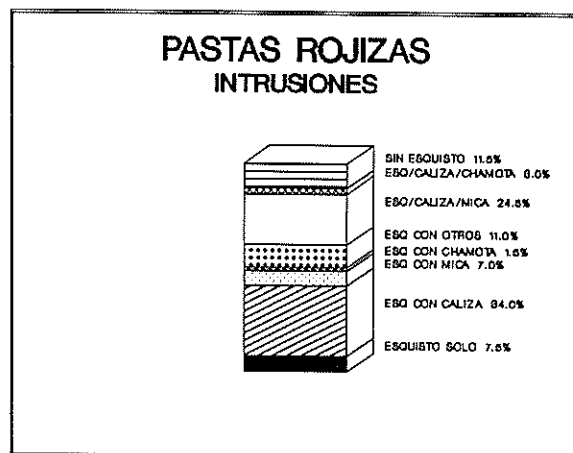 PASTAS ROJIZAS
INTRUSIONES
SIN ESQUISTO 11.5%
ESQ/CALIZA/CHAMOTA 3.0%
ESQ/CALIZA/MICA 24.5%
ESQ CON OTROS 11.0%
ESQ CON CHAMOTA 1.5%
ESQ CON MICA 7.0%
ESQ CON CALIZA 34.0%
ESQUISTO SOLO 7.5%